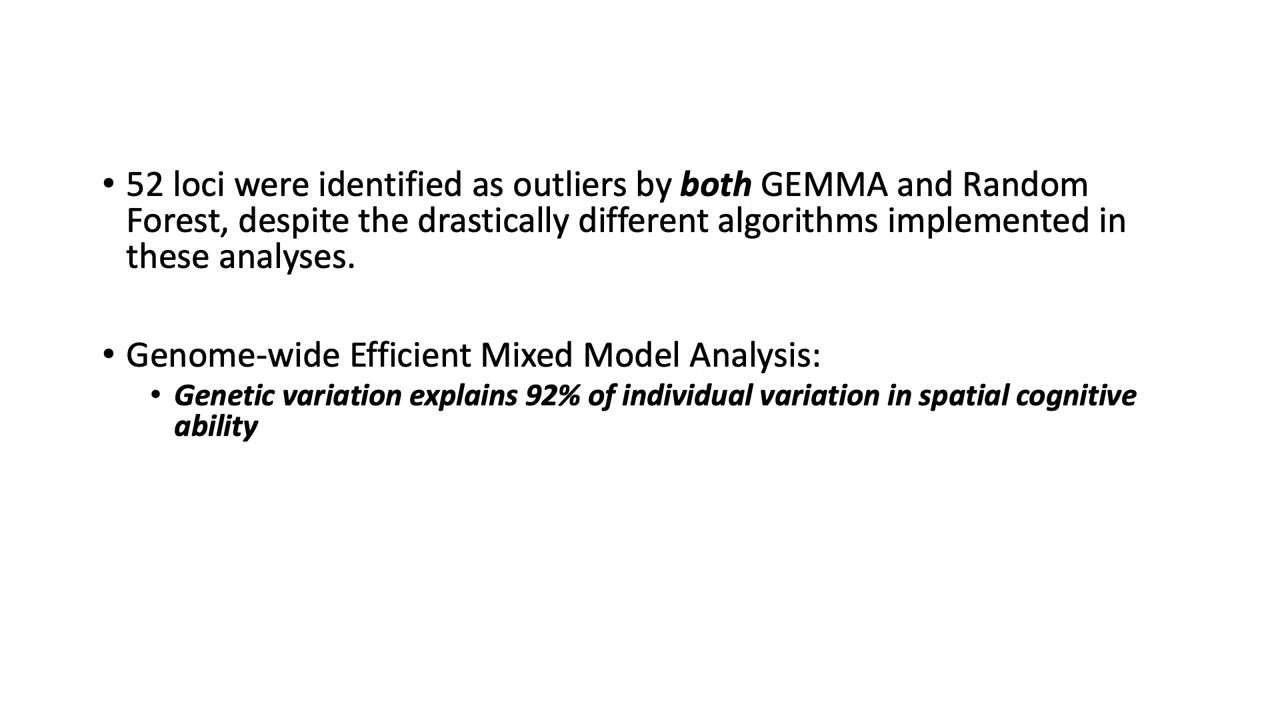 • 52 loci were identified as outliers by both GEMMA and Random
Forest, despite the drastically different algorithms implemented in
these analyses.
• Genome-wide Efficient Mixed Model Analysis:
• Genetic variation explains 92% of individual variation in spatial cognitive
ability